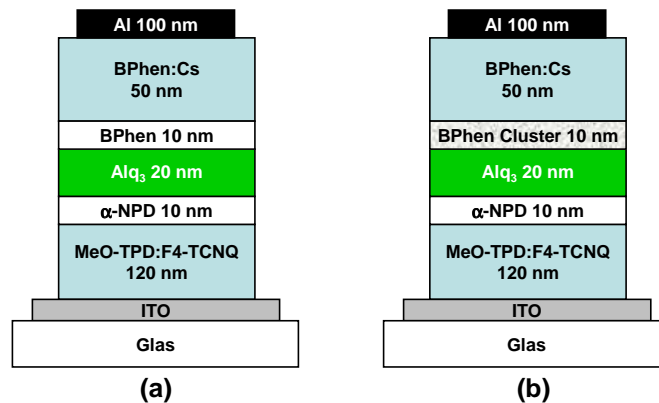 Al 100 nm
BPhen:Cs
50 nm
BPhen 10 nm
Alq₃ 20 nm
α-NPD 10 nm
MeO-TPD:F4-TCNQ
120 nm
ITO
Glas
(a)
Al 100 nm
BPhen:Cs
50 nm
BPhen Cluster 10 nm
Alq₃ 20 nm
α-NPD 10 nm
MeO-TPD:F4-TCNQ
120 nm
ITO
Glas
(b)